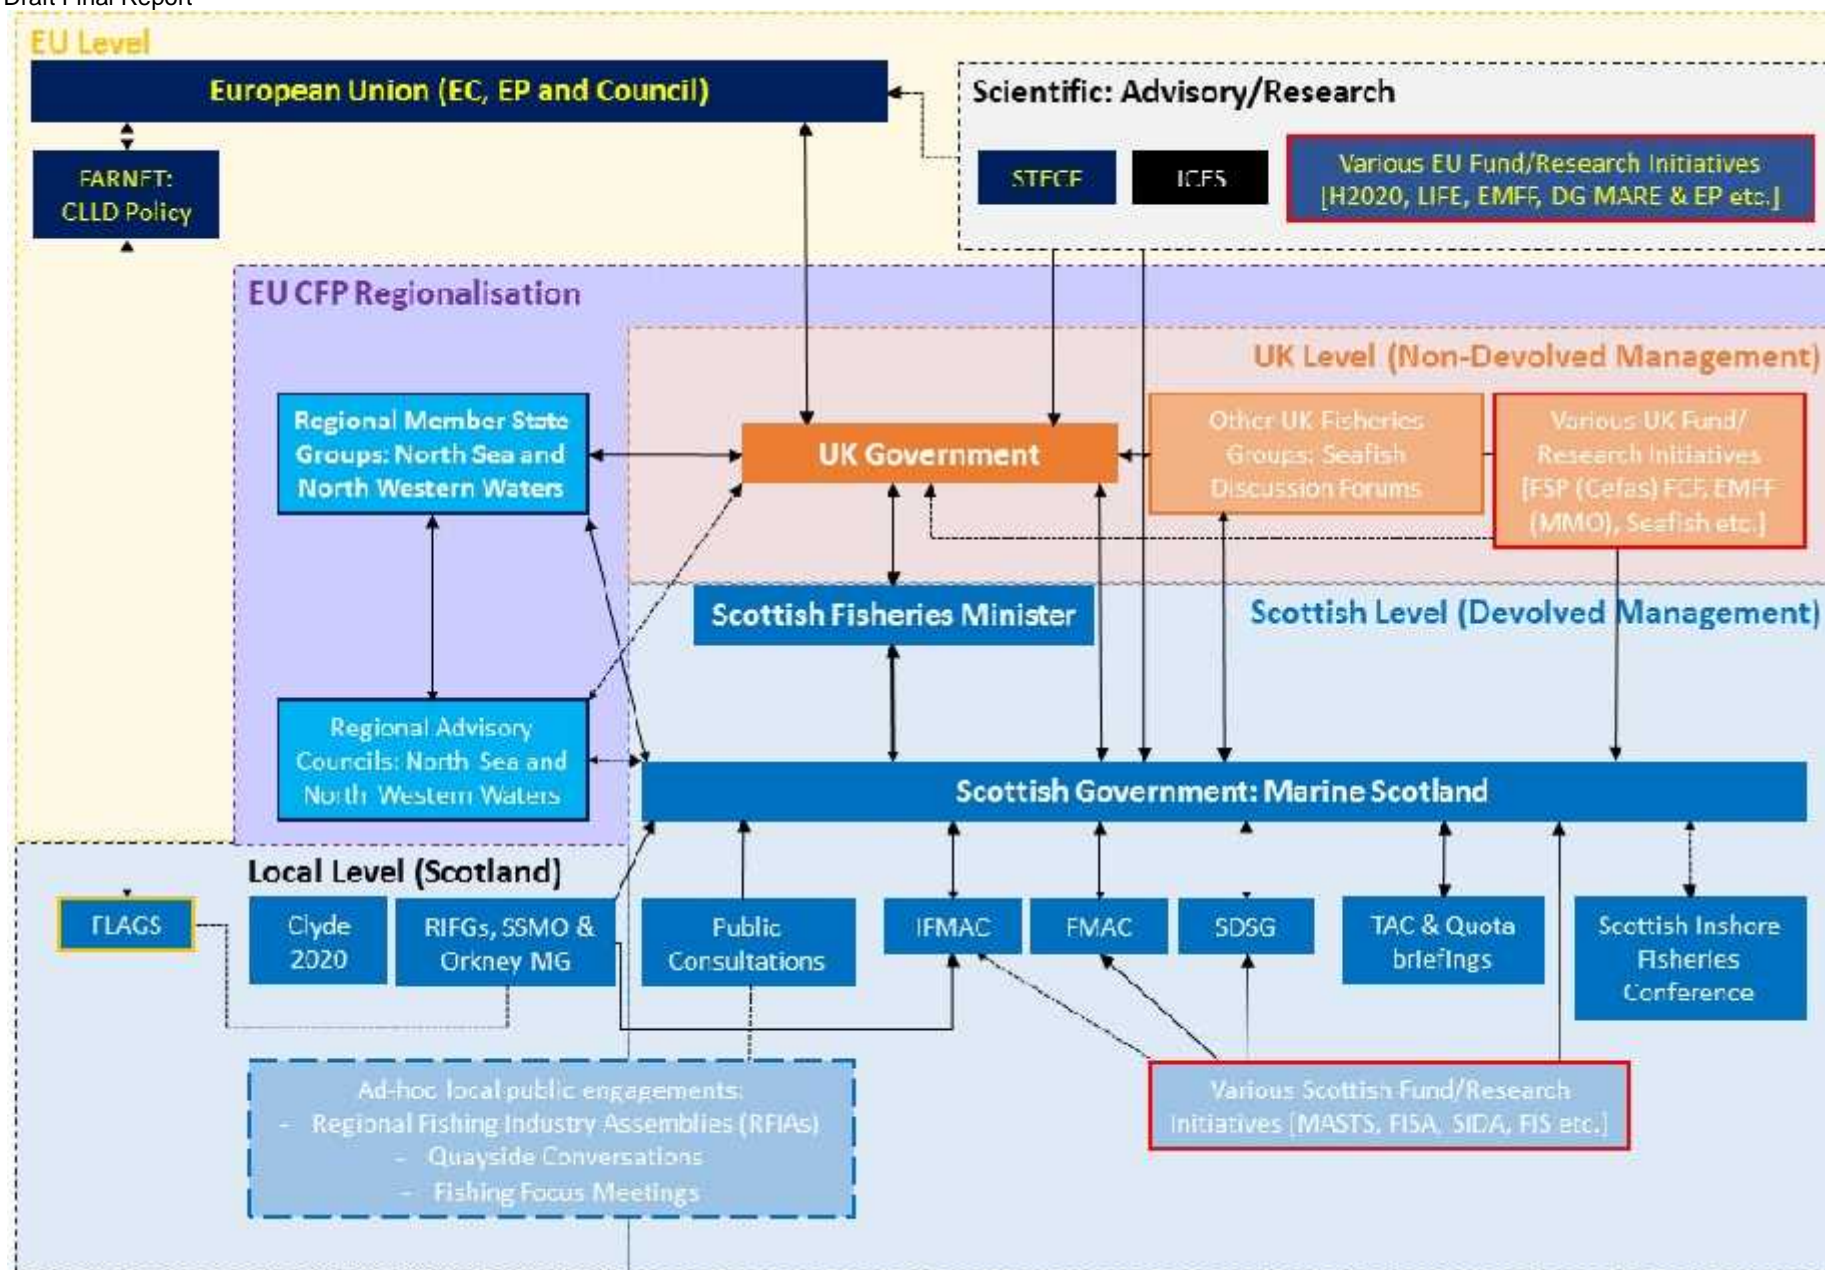 Draft Final Report
EU Level
European Union (EC, EP and Council)
Scientific: Advisory/Research
FARNET:
CLLD Policy
STECF
ICES
Various EU Fund/Research Initiatives
[H2020, LIFE, EMFF, DG MARE & EP etc.]
EU CFP Regionalisation
UK Level (Non-Devolved Management)
Regional Member State
Groups: North Sea and
North Western Waters
UK Government
Other UK Fisheries
Groups: Seafish
Discussion Forums
Various UK Fund/
Research Initiatives
[FSP (Cefas) FCF, EMFF
(MMO), Seafish etc.]
Scottish Fisheries Minister
Scottish Level (Devolved Management)
Regional Advisory
Councils: North Sea and
North Western Waters
Scottish Government: Marine Scotland
Local Level (Scotland)
FLAGS
Clyde
2020
RIFGs, SSMO &
Orkney MG
Public
Consultations
IFMAC
FMAC
SDSG
TAC & Quota
briefings
Scottish Inshore
Fisheries
Conference
Ad-hoc local public engagements:
- Regional Fishing Industry Assemblies (RFIAs)
- Quayside Conversations
- Fishing Focus Meetings
Various Scottish Fund/Research
Initiatives [MASTS, FISA, SIDA, FIS etc.]